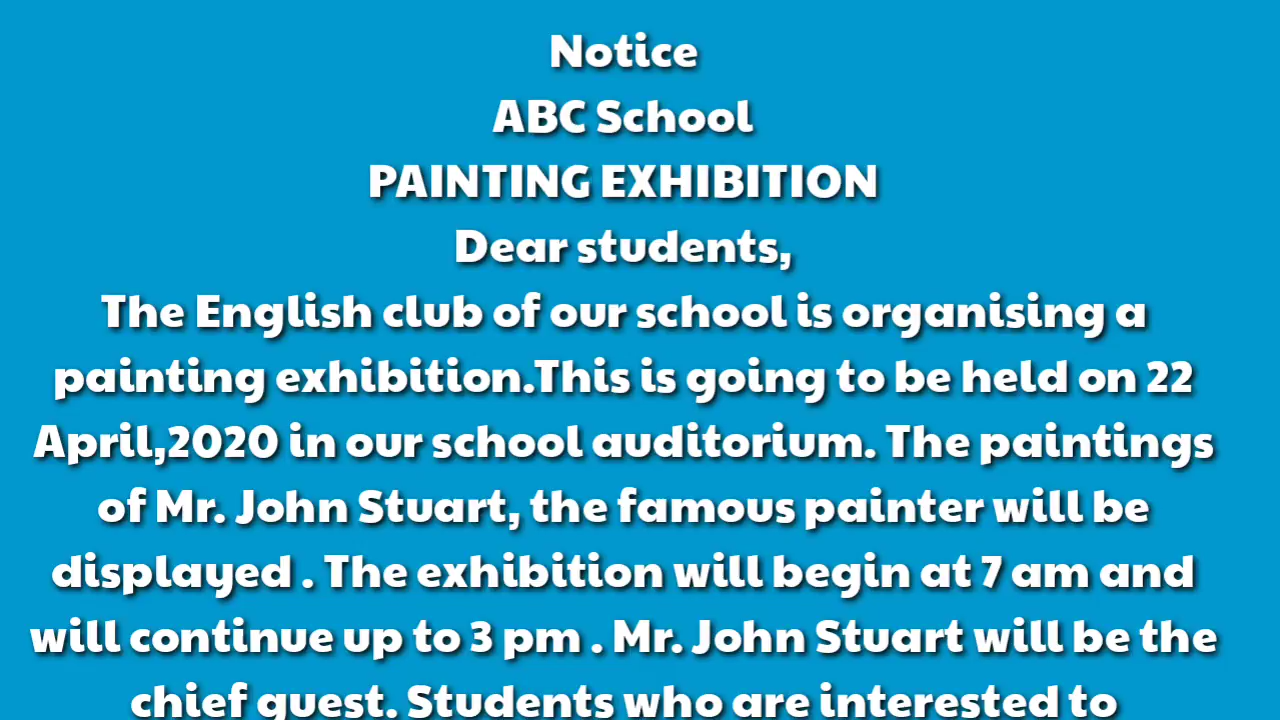 Notice
ABC School
PAINTING EXHIBITION
Dear students,
The English club of our school is organising a
painting exhibition.This is going to be held on 22
April,2020 in our school auditorium. The paintings
of Mr. John Stuart, the famous painter will be
displayed . The exhibition will begin at 7 am and
will continue up to 3 pm . Mr. John Stuart will be the
chief guest. Students who are interested to